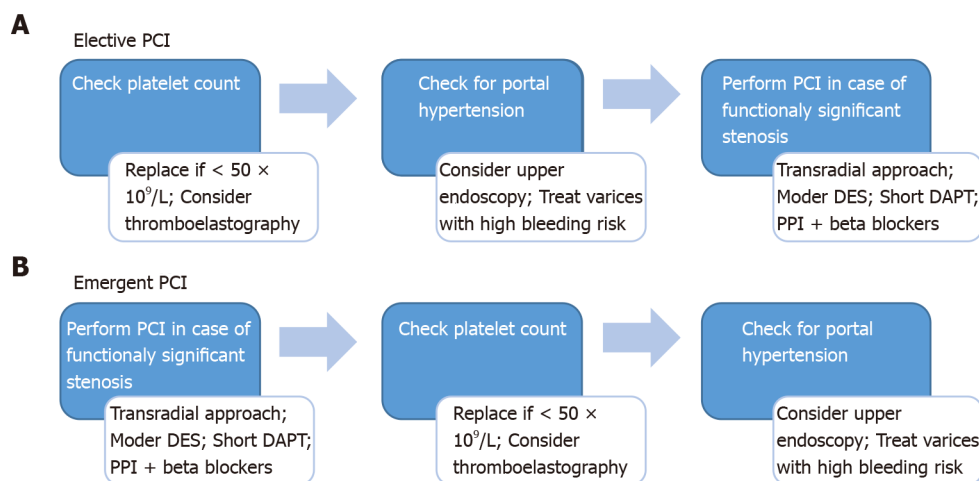 A
Elective PCI
Check platelet count
Replace if < 50 ×
10⁹/L; Consider
thromboelastography
Check for portal
hypertension
Consider upper
endoscopy; Treat varices
with high bleeding risk
Perform PCI in case of
functionaly significant
stenosis
Transradial approach;
Moder DES; Short DAPT;
PPI + beta blockers
B
Emergent PCI
Perform PCI in case of
functionaly significant
stenosis
Transradial approach;
Moder DES; Short DAPT;
PPI + beta blockers
Check platelet count
Replace if < 50 ×
10⁹/L; Consider
thromboelastography
Check for portal
hypertension
Consider upper
endoscopy; Treat varices
with high bleeding risk